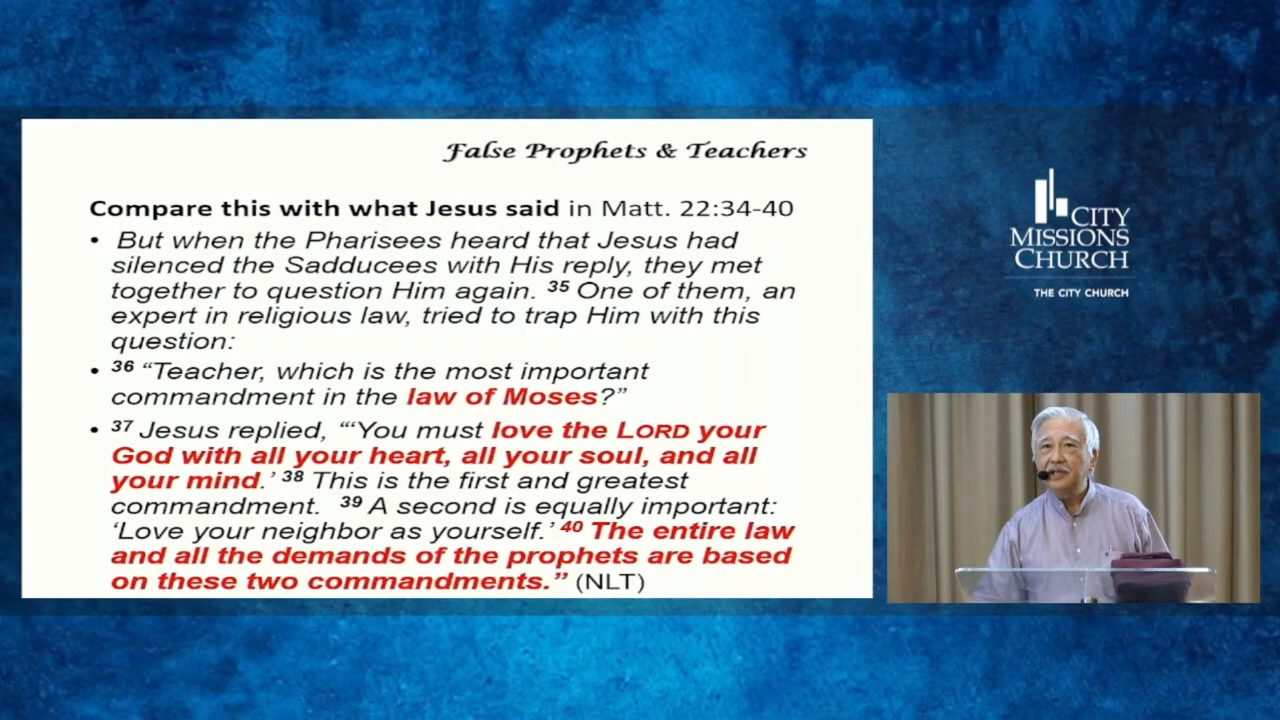 False Prophets & Teachers
Compare this with what Jesus said in Matt. 22:34-40
• But when the Pharisees heard that Jesus had
silenced the Sadducees with His reply, they met
together to question Him again. 35 One of them, an
expert in religious law, tried to trap Him with this
question:
• 36 “Teacher, which is the most important
commandment in the law of Moses?”
• 37 Jesus replied, “‘You must love the LORD your
God with all your heart, all your soul, and all
your mind.’ 38 This is the first and greatest
commandment. 39 A second is equally important:
‘Love your neighbor as yourself.’ 40 The entire law
and all the demands of the prophets are based
on these two commandments.” (NLT)
CITY
MISSIONS
CHURCH
THE CITY CHURCH